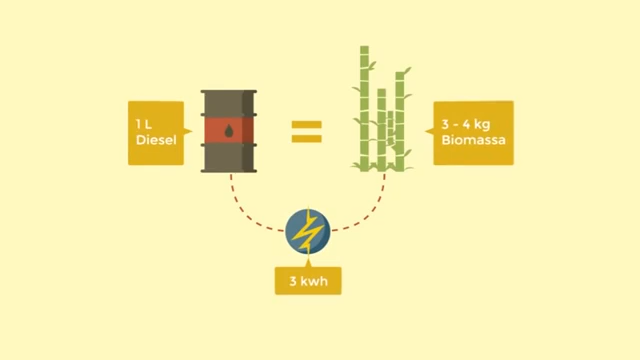 1 L
Diesel
=
3 - 4 kg
Biomassa
3 kwh